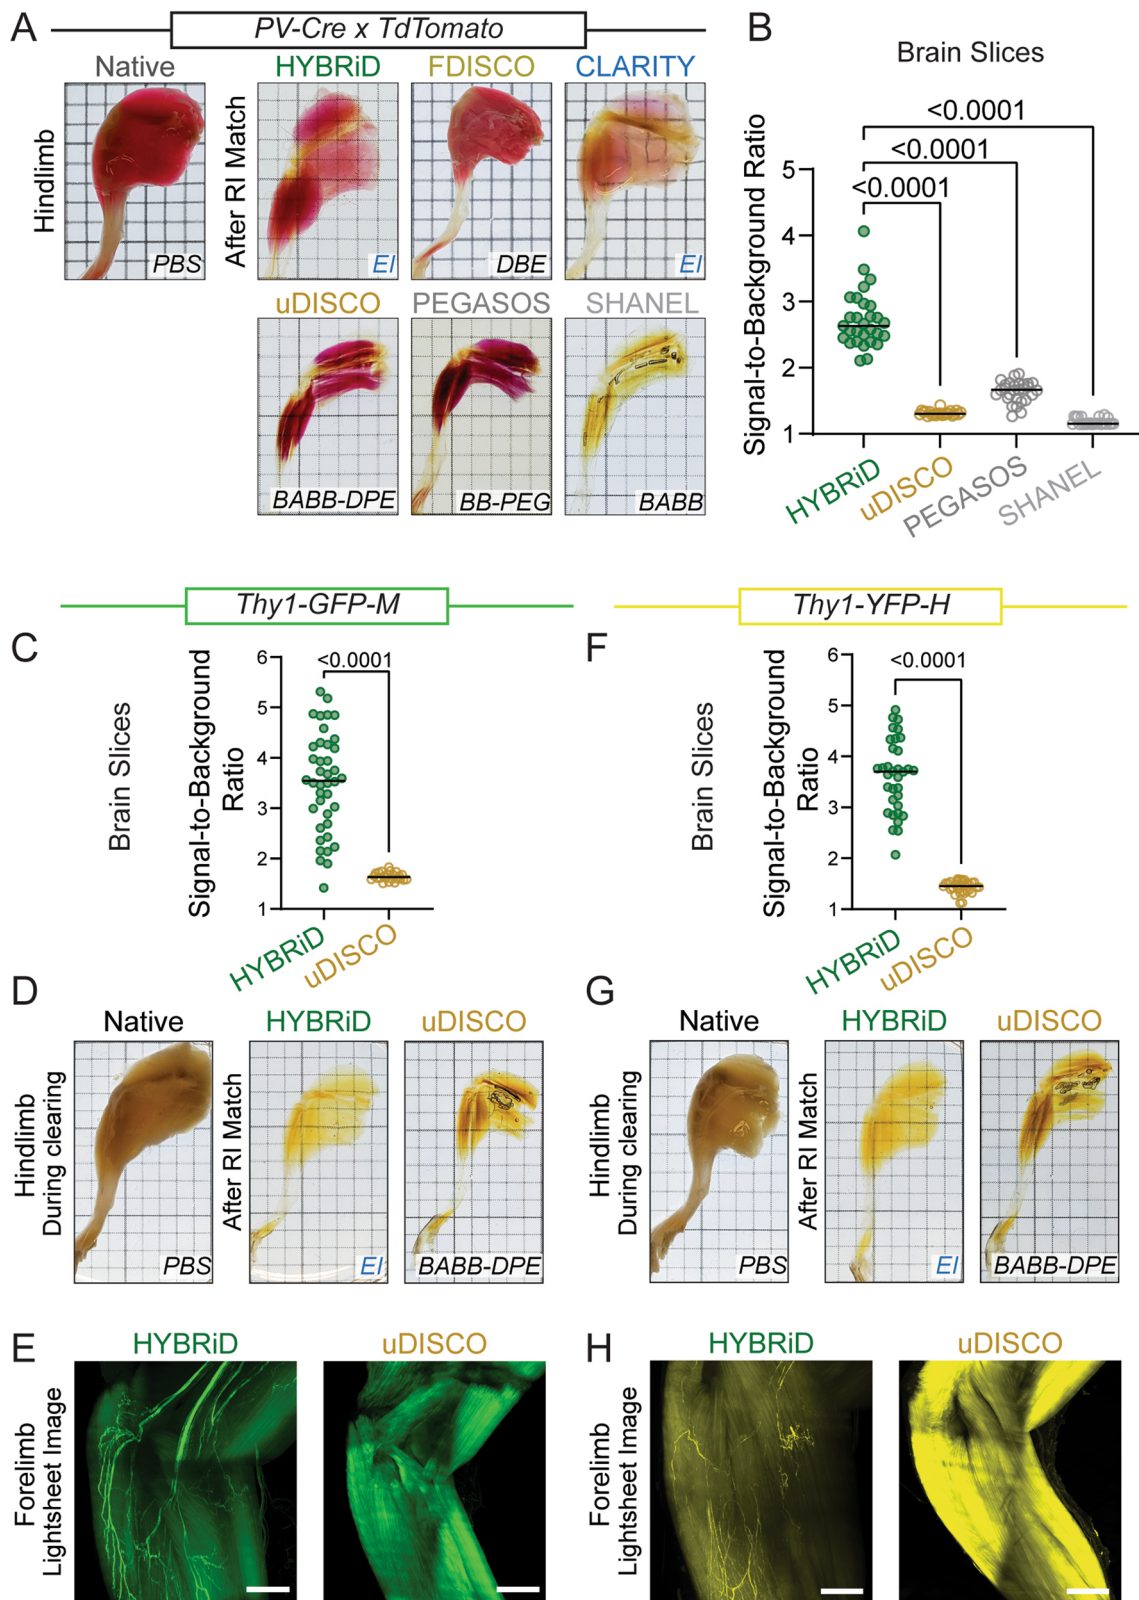 A
PV-Cre x TdTomato
Native
HYBRiD
FDISCO
CLARITY
Hindlimb
After RI Match
PBS
EI
DBE
EI
uDISCO
PEGASOS
SHANEL
BABB-DPE
BB-PEG
BABB
B
Brain Slices
Signal-to-Background Ratio
<0.0001
<0.0001
<0.0001
5
4
3
2
1
HYBRiD
uDISCO
PEGASOS
SHANEL
Thy1-GFP-M
C
Brain Slices
Signal-to-Background
Ratio
<0.0001
6
5
4
3
2
1
HYBRiD
uDISCO
D
Native
HYBRiD
uDISCO
Hindlimb
During clearing
After RI Match
PBS
EI
BABB-DPE
E
HYBRiD
uDISCO
Forelimb
Lightsheet Image
Thy1-YFP-H
F
Brain Slices
Signal-to-Background
Ratio
<0.0001
6
5
4
3
2
1
HYBRiD
uDISCO
G
Native
HYBRiD
uDISCO
Hindlimb
During clearing
After RI Match
PBS
EI
BABB-DPE
H
HYBRiD
uDISCO
Forelimb
Lightsheet Image